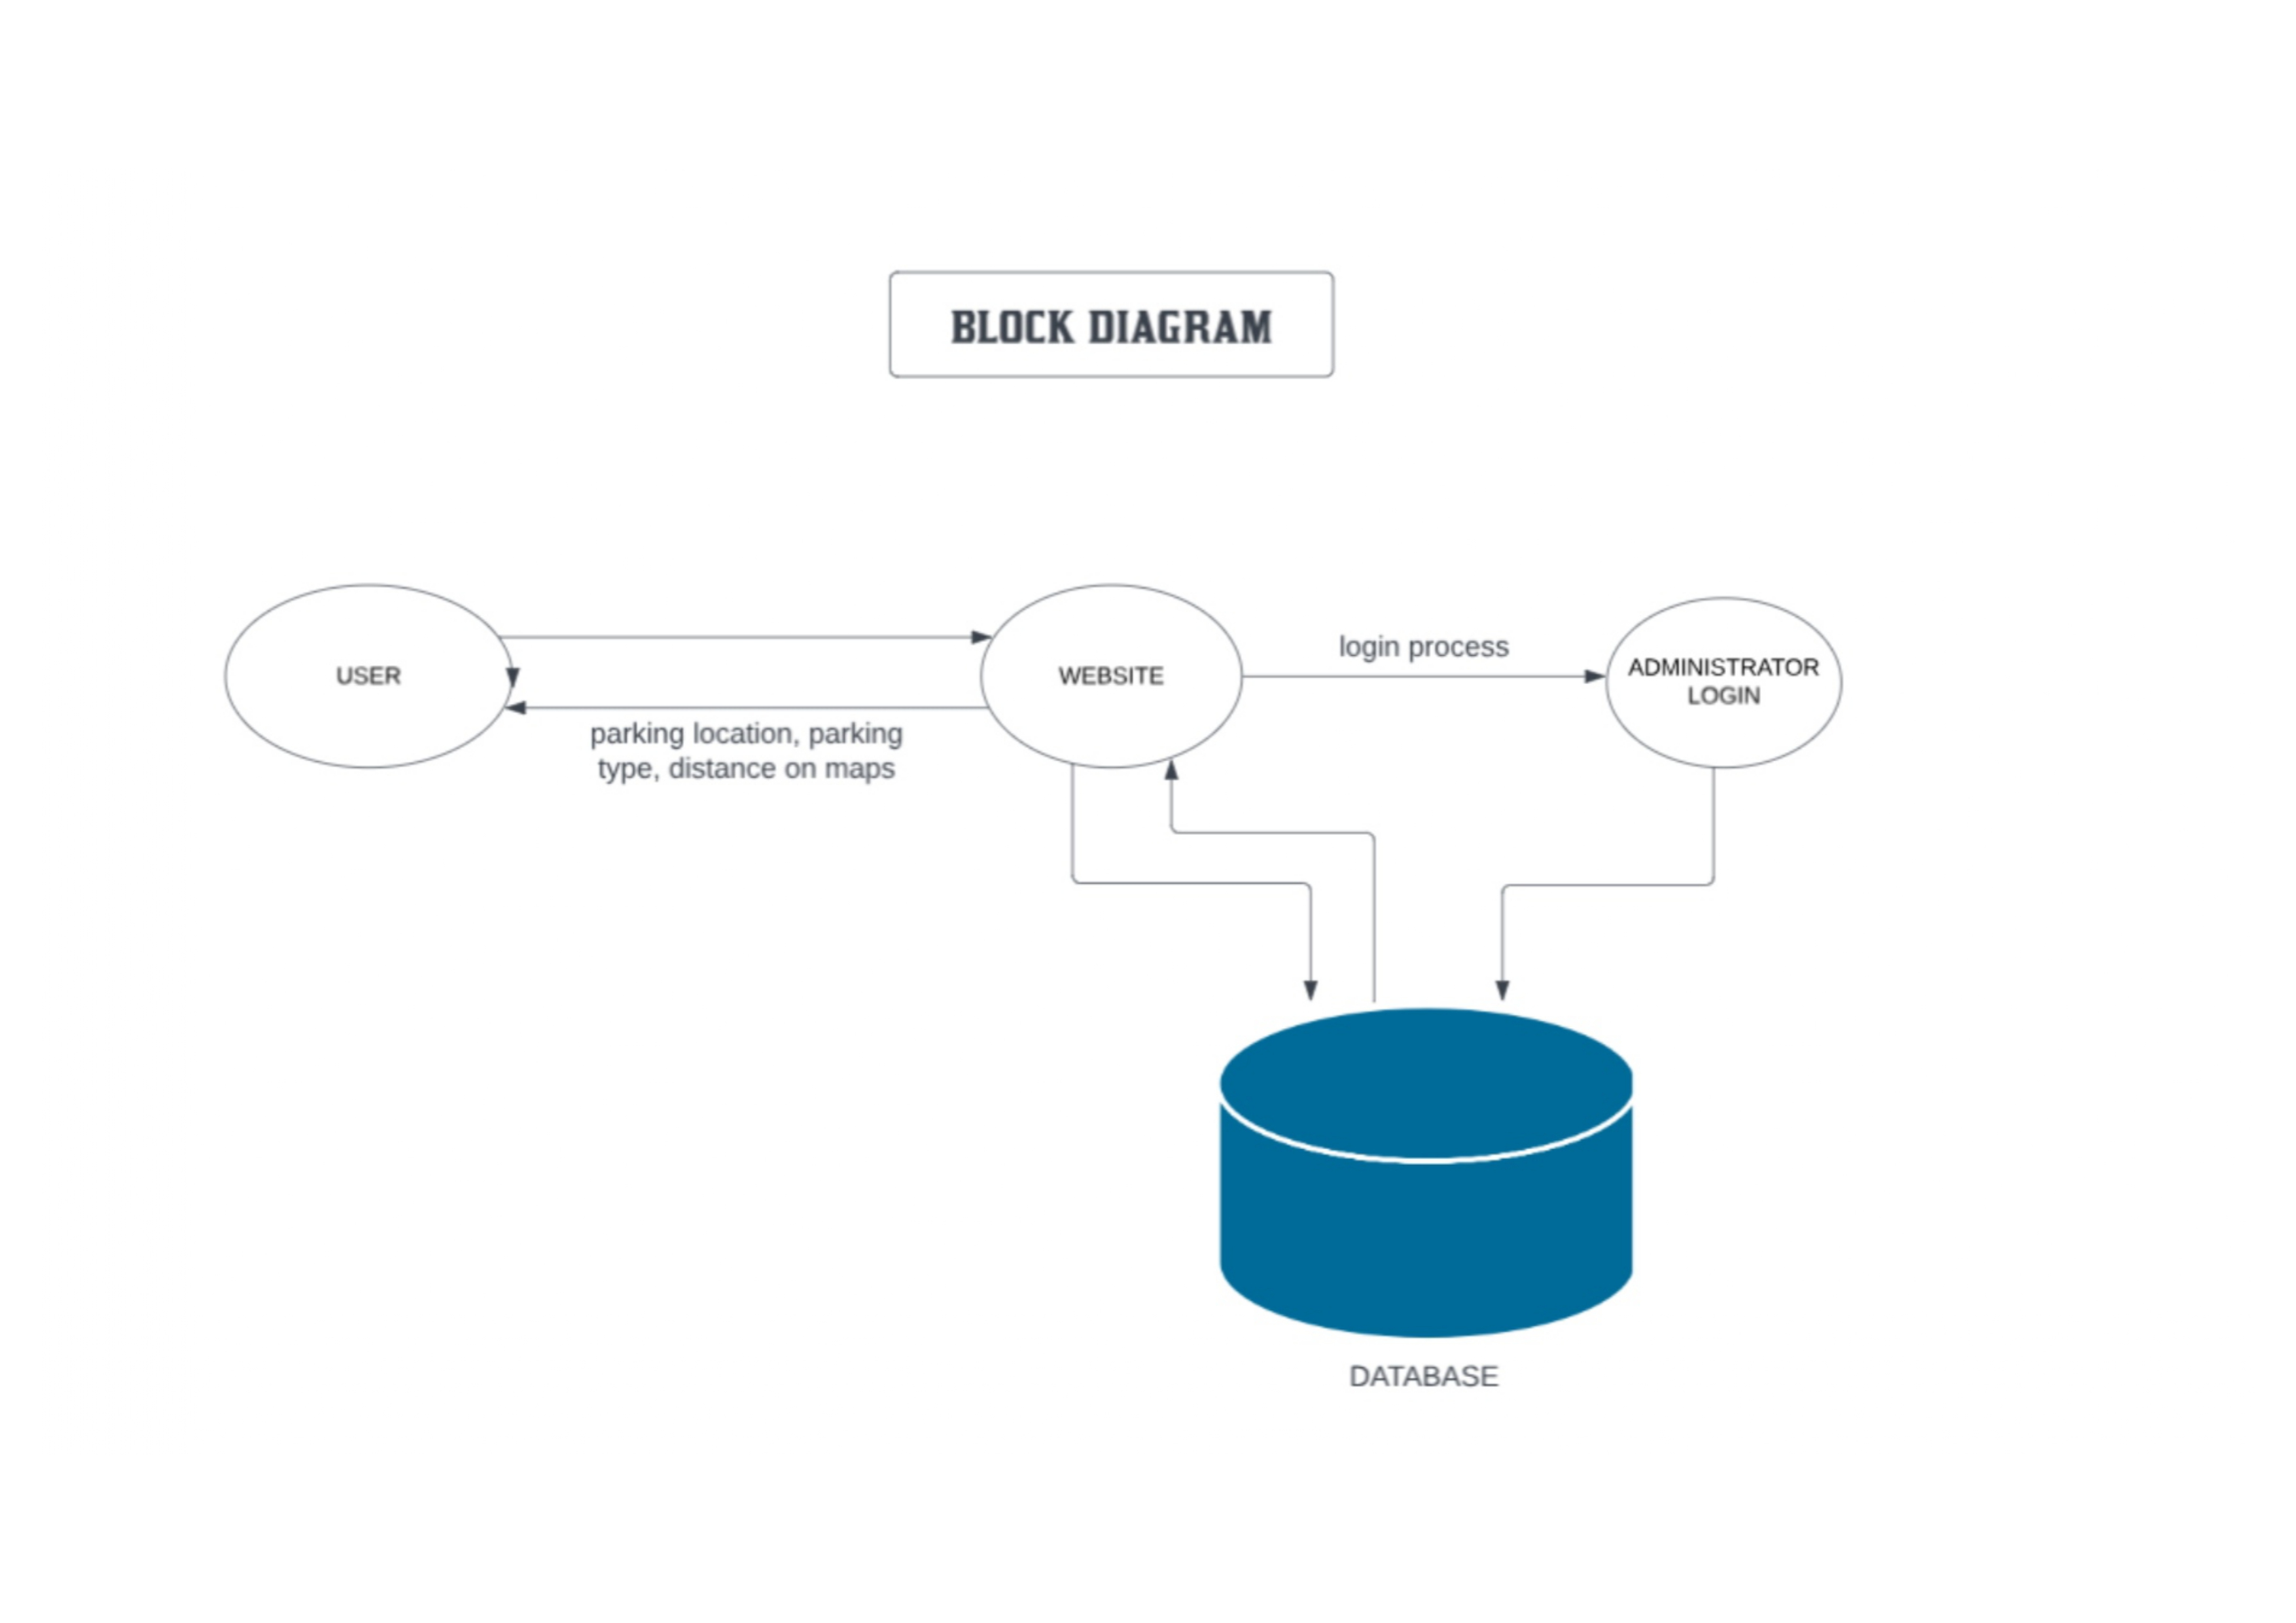 BLOCK DIAGRAM
USER
WEBSITE
login process
ADMINISTRATOR
LOGIN
parking location, parking
type, distance on maps
DATABASE